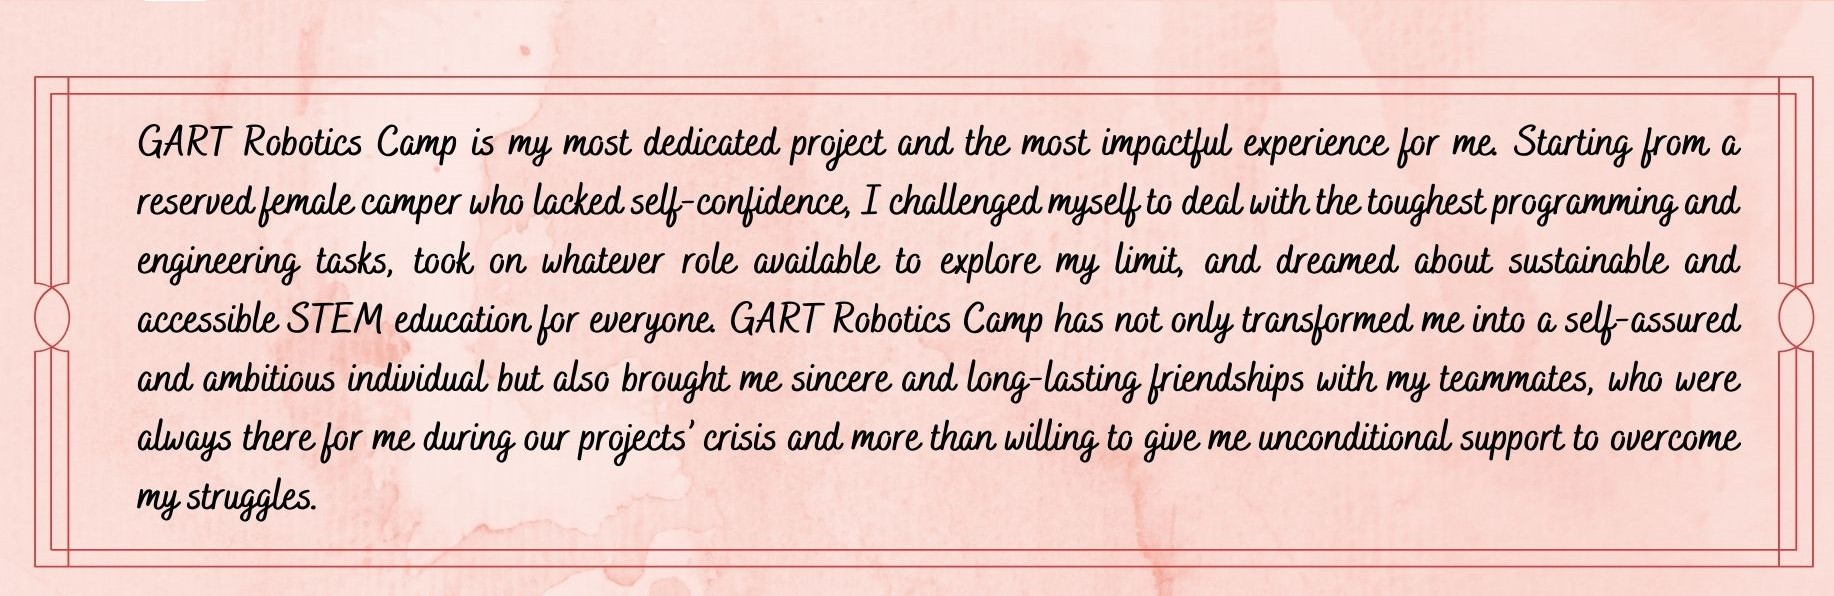 GART Robotics Camp is my most dedicated project and the most impactful experience for me. Starting from a
reserved female camper who lacked self-confidence, I challenged myself to deal with the toughest programming and
engineering tasks, took on whatever role available to explore my limit, and dreamed about sustainable and
accessible STEM education for everyone. GART Robotics Camp has not only transformed me into a self-assured
and ambitious individual but also brought me sincere and long-lasting friendships with my teammates, who were
always there for me during our projects' crisis and more than willing to give me unconditional support to overcome
my struggles.